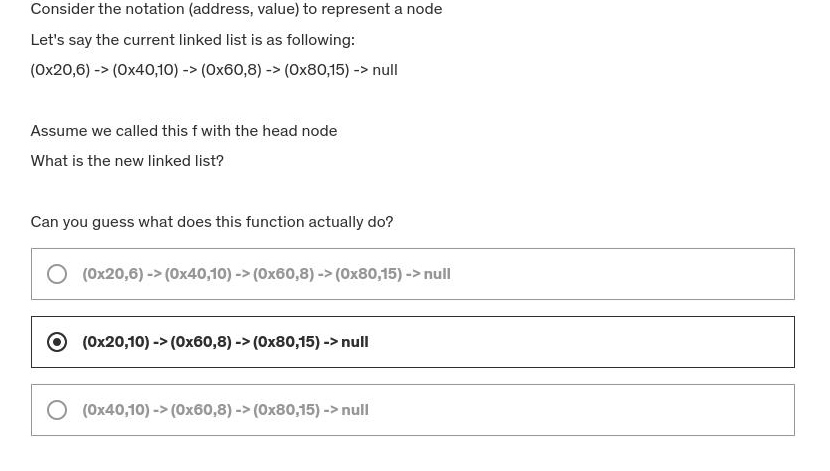 Consider the notation (address, value) to represent a node
Let's say the current linked list is as following:
(0x20,6) -> (0x40,10) -> (0x60,8) -> (0x80,15) -> null
Assume we called this f with the head node
What is the new linked list?
Can you guess what does this function actually do?
(0x20,6) -> (0x40,10) -> (0x60,8) -> (0x80,15) -> null
(0x20,10) -> (0x60,8) -> (0x80,15) -> null
(0x40,10) -> (0x60,8) -> (0x80,15) -> null